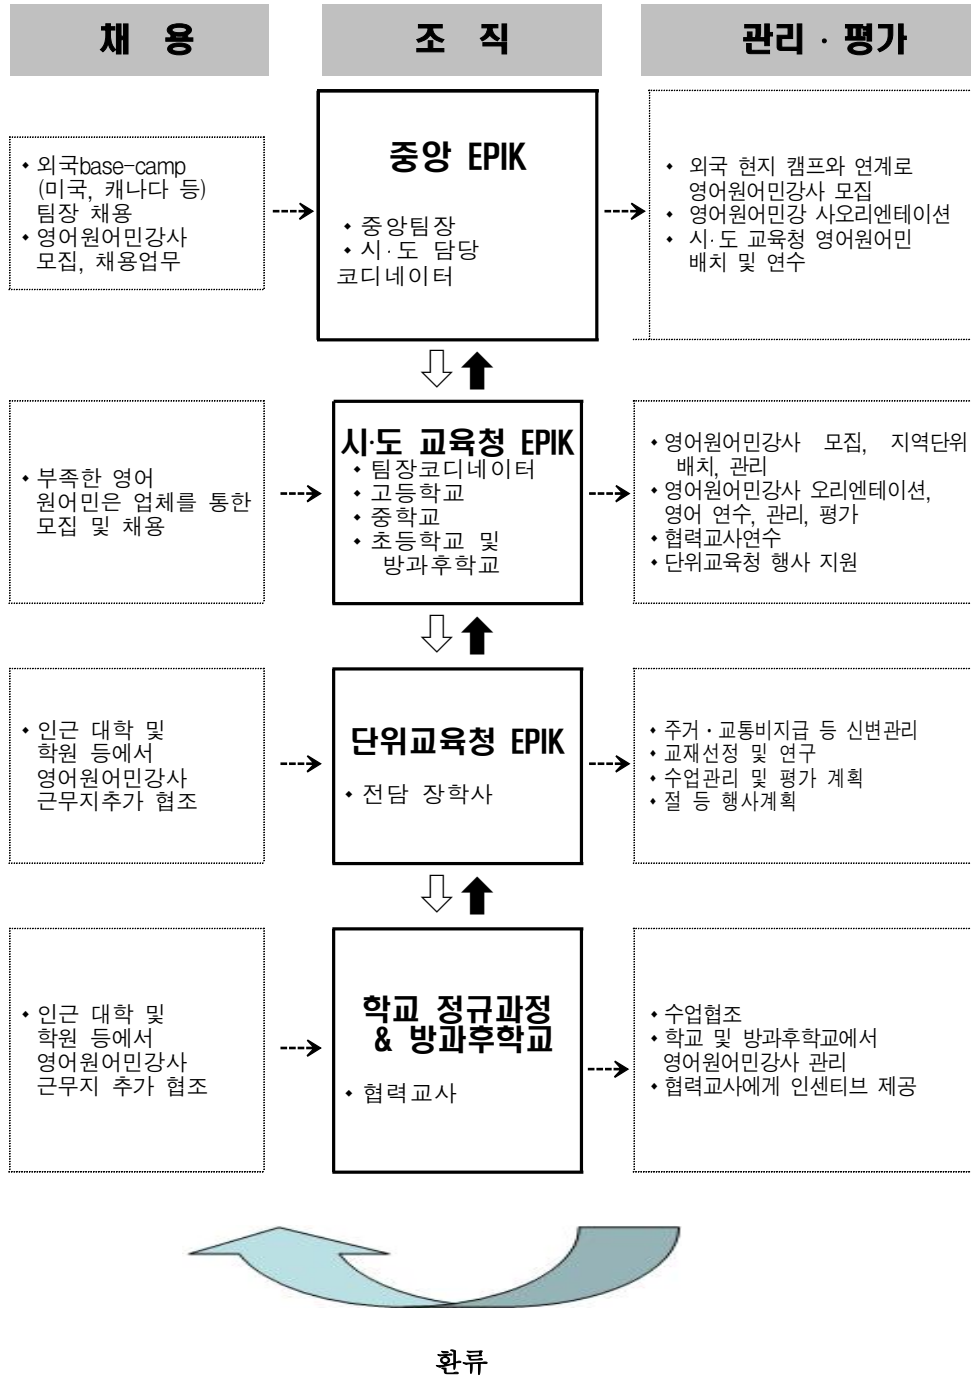 채 용
조 직
관리 · 평가
• 외국base-camp
(미국, 캐나다 등)
팀장 채용
• 영어원어민강사
모집, 채용업무
중앙 EPIK
• 중앙팀장
• 시·도 담당
코디네이터
• 외국 현지 캠프와 연계로
영어원어민강사 모집
• 영어원어민강 사오리엔테이션
• 시·도 교육청 영어원어민
배치 및 연수
• 부족한 영어
원어민은 업체를 통한
모집 및 채용
시·도 교육청 EPIK
• 팀장코디네이터
• 고등학교
• 중학교
• 초등학교 및
방과후학교
• 영어원어민강사 모집, 지역단위
배치, 관리
• 영어원어민강사 오리엔테이션,
영어 연수, 관리, 평가
• 협력교사연수
• 단위교육청 행사 지원
• 인근 대학 및
학원 등에서
영어원어민강사
근무지추가 협조
단위교육청 EPIK
• 전담 장학사
• 주거 · 교통비지급 등 신변관리
• 교재선정 및 연구
• 수업관리 및 평가 계획
• 절 등 행사계획
• 인근 대학 및
학원 등에서
영어원어민강사
근무지 추가 협조
학교 정규과정
& 방과후학교
• 협력교사
• 수업협조
• 학교 및 방과후학교에서
영어원어민강사 관리
• 협력교사에게 인센티브 제공
환류